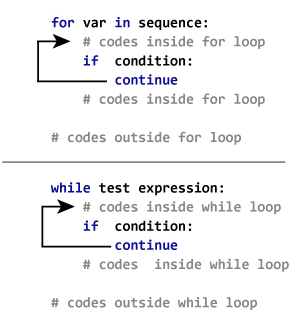 for var in sequence:
# codes inside for loop
if condition:
continue
# codes inside for loop
# codes outside for loop
while test expression:
# codes inside while loop
if condition:
continue
# codes inside while loop
# codes outside while loop